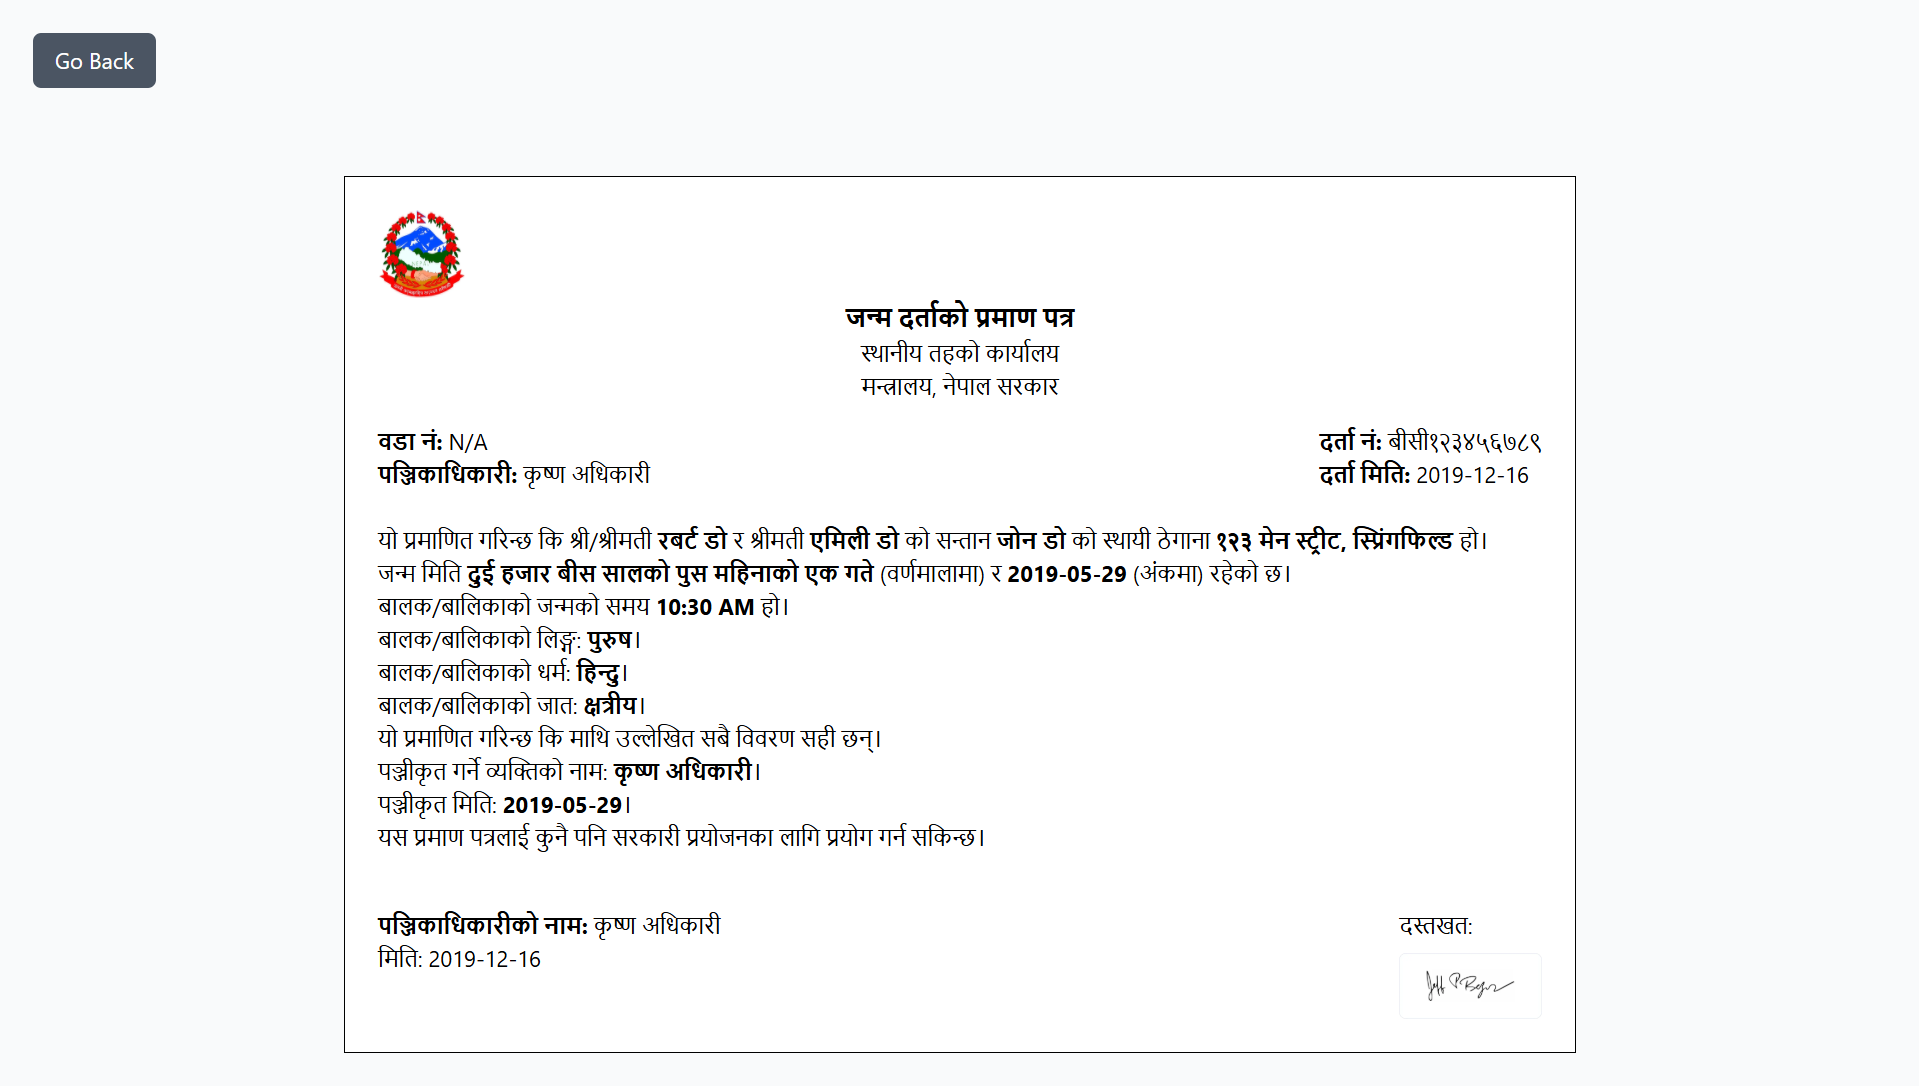 Go Back
जन्म दर्ताको प्रमाण पत्र
स्थानीय तहको कार्यालय
मन्त्रालय, नेपाल सरकार
वडा नं: N/A
दर्ता नं: बीसी१२३४५६७८९
पञ्जिकाधिकारी: कृष्ण अधिकारी
दर्ता मिति: 2019-12-16
यो प्रमाणित गरिन्छ कि श्री/श्रीमती रबर्ट डो र श्रीमती एमिली डो को सन्तान जोन डो को स्थायी ठेगाना १२३ मेन स्ट्रीट, स्प्रिंगफिल्ड हो।
जन्म मिति दुई हजार बीस सालको पुस महिनाको एक गते (वर्णमालामा) र 2019-05-29 (अंकमा) रहेको छ।
बालक/बालिकाको जन्मको समय 10:30 AM हो।
बालक/बालिकाको लिङ्ग: पुरुष।
बालक/बालिकाको धर्म: हिन्दु।
बालक/बालिकाको जात: क्षत्रीय।
यो प्रमाणित गरिन्छ कि माथि उल्लेखित सबै विवरण सही छन्।
पञ्जीकृत गर्ने व्यक्तिको नाम: कृष्ण अधिकारी।
पञ्जीकृत मिति: 2019-05-29।
यस प्रमाण पत्रलाई कुनै पनि सरकारी प्रयोजनका लागि प्रयोग गर्न सकिन्छ।
पञ्जिकाधिकारीको नाम: कृष्ण अधिकारी
दस्तखत:
मिति: 2019-12-16